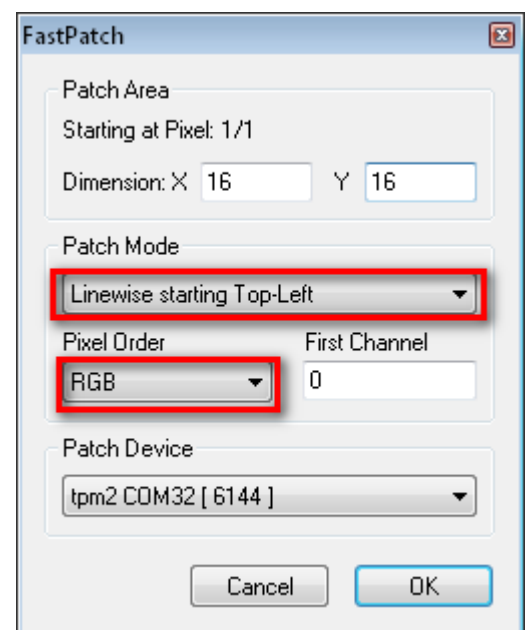 FastPatch
Patch Area
Starting at Pixel: 1/1
Dimension: X 16 Y 16
Patch Mode
Linewise starting Top-Left
Pixel Order First Channel
RGB 0
Patch Device
tpm2 COM32 [ 6144 ]
Cancel OK